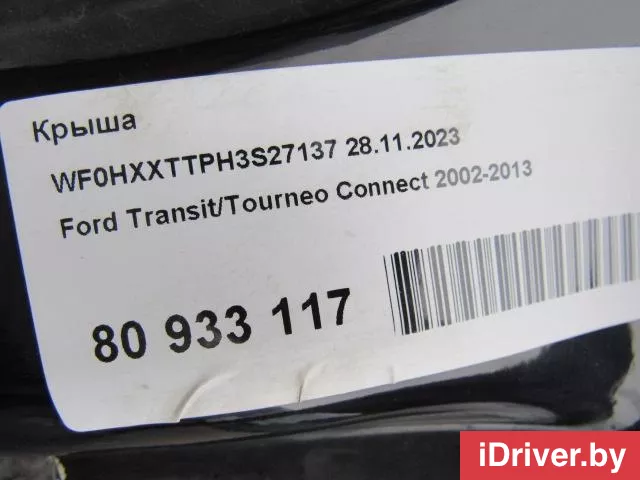 Крыша
WF0HXXTTPH3S27137 28.11.2023
Ford Transit/Tourneo Connect 2002-2013
80 933 117
iDriver.by